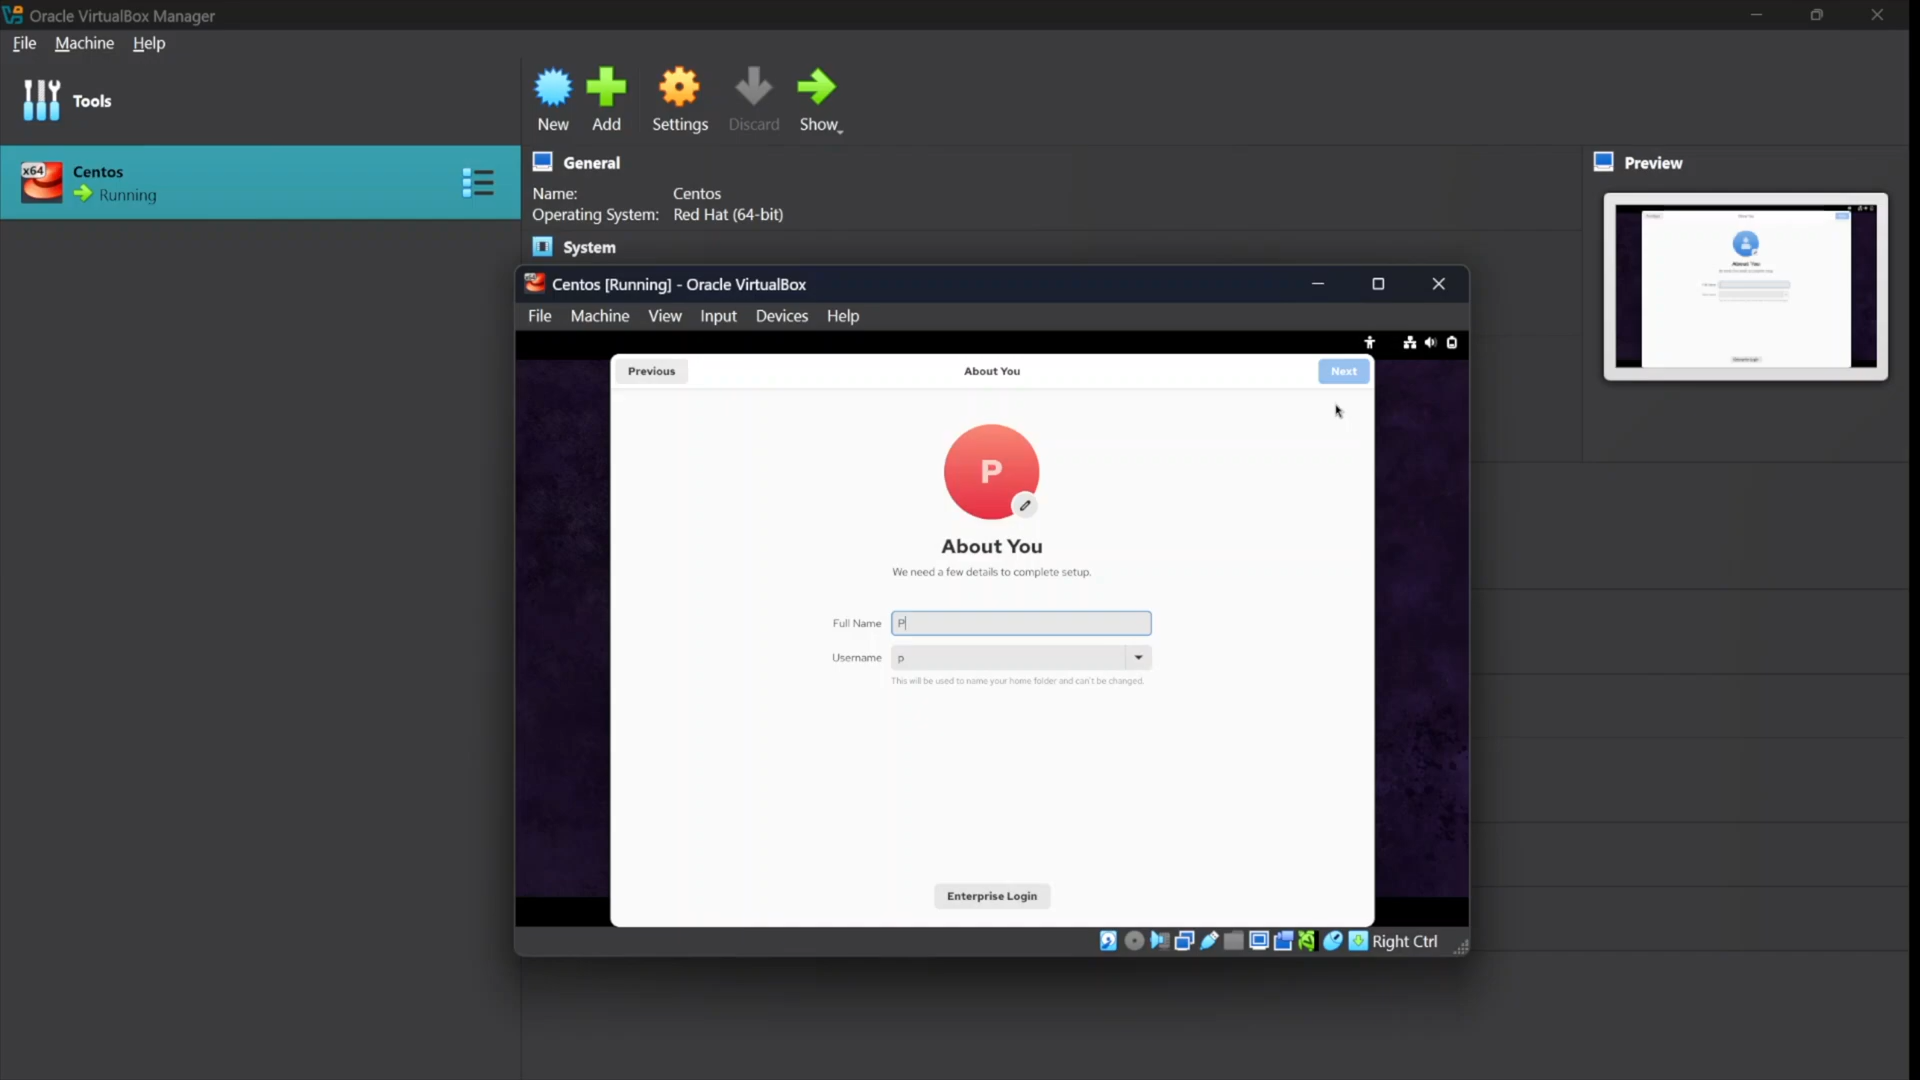 Oracle VirtualBox Manager
File Machine Help
Tools
New Add Settings Discard Show
x64 Centos
Running
General
Name: Centos
Operating System: Red Hat (64-bit)
System
Preview
Centos [Running] - Oracle VirtualBox
File Machine View Input Devices Help
Previous About You Next
P
About You
We need a few details to complete setup.
Full Name P
Username p
This will be used to name your home folder and can't be changed.
Enterprise Login
Right Ctrl